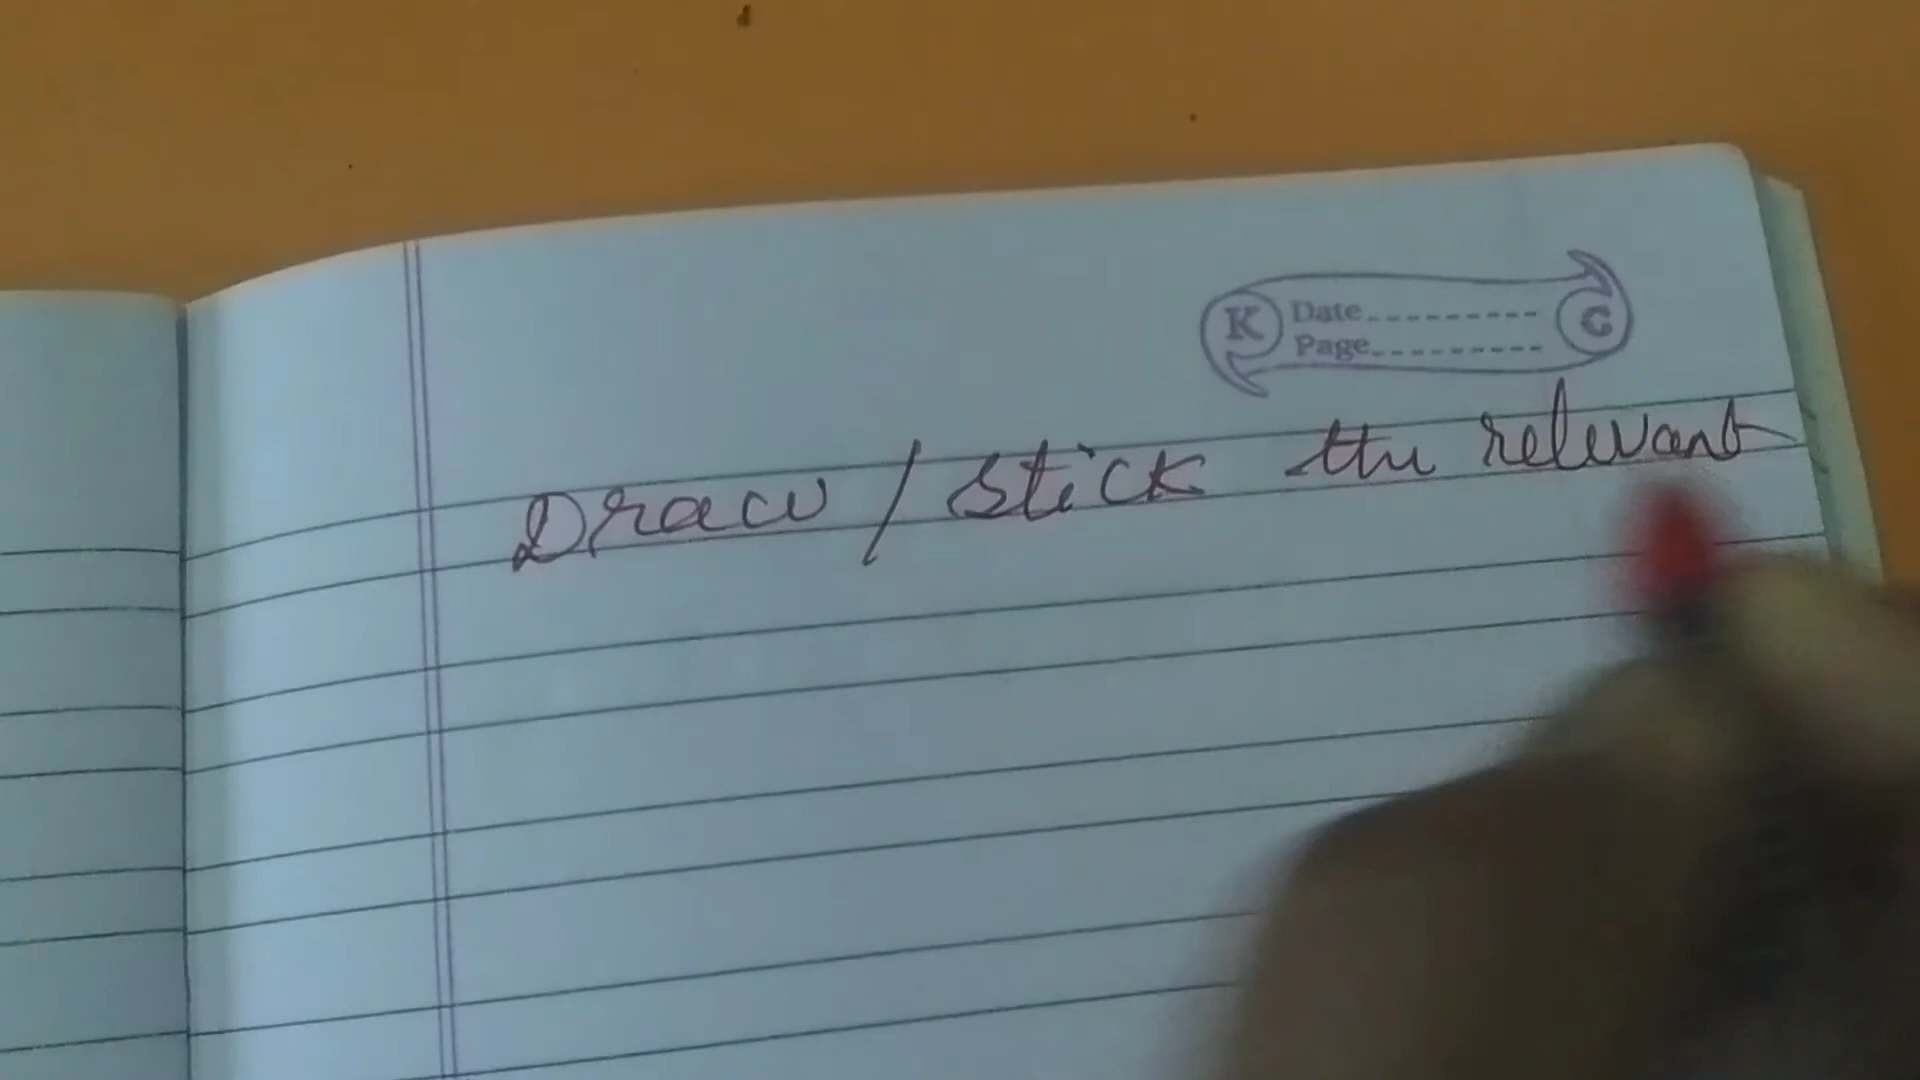 K Date.......... G
Page..........
Draw / stick the relevant